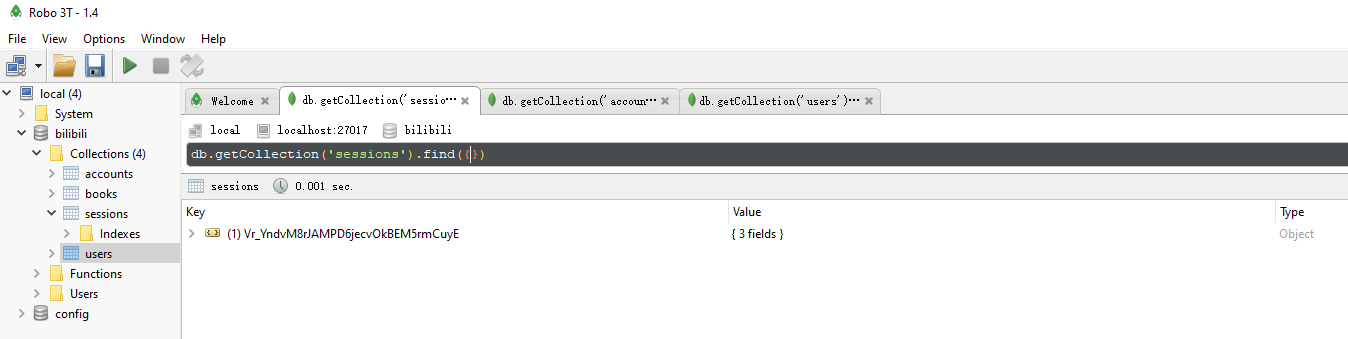 Robo 3T - 1.4
File View Options Window Help
local (4)
System
bilibili
Collections (4)
accounts
books
sessions
Indexes
users
Functions
Users
config
Welcome
db.getCollection('sessio...
db.getCollection('accoun...
db.getCollection('users')...
local localhost:27017 bilibili
db.getCollection('sessions').find({})
sessions 0.001 sec.
Key Value Type
(1) Vr_YndvM8rJAMPD6jecvOkBEM5rmCuyE { 3 fields } Object